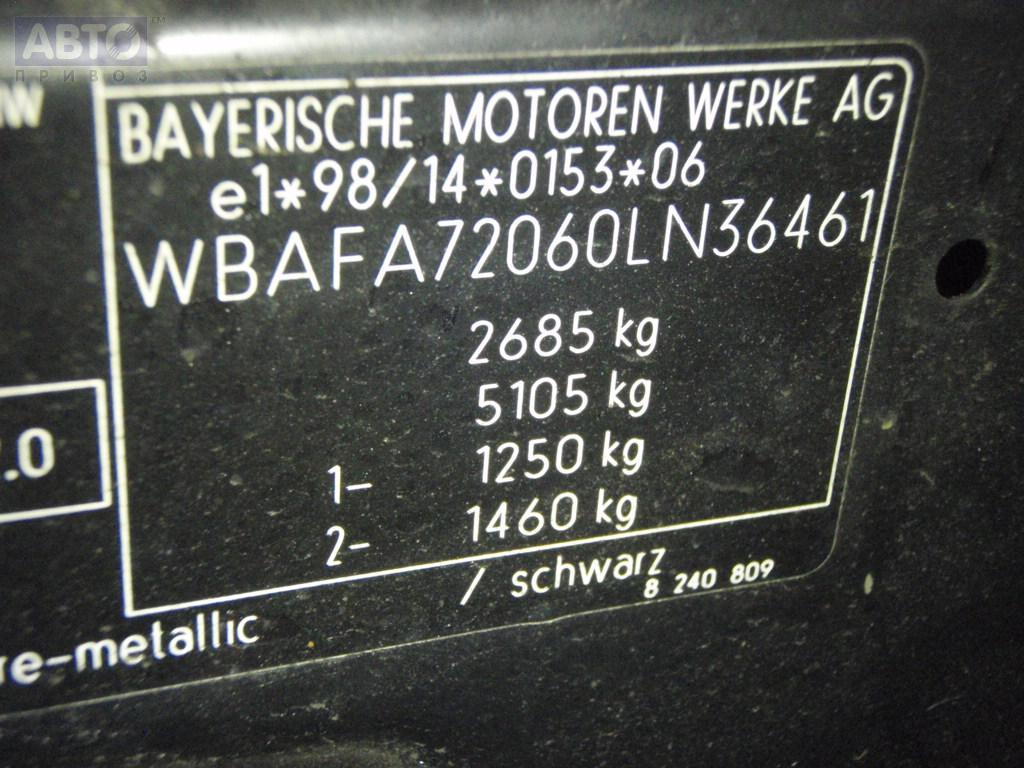 АВТО™
ПРИВОЗ
BAYERISCHE MOTOREN WERKE AG
e1*98/14*0153*06
WBAFA72060LN36461
2685 kg
5105 kg
1- 1250 kg
2- 1460 kg
.0
/ schwarz
8 240 809
re-metallic